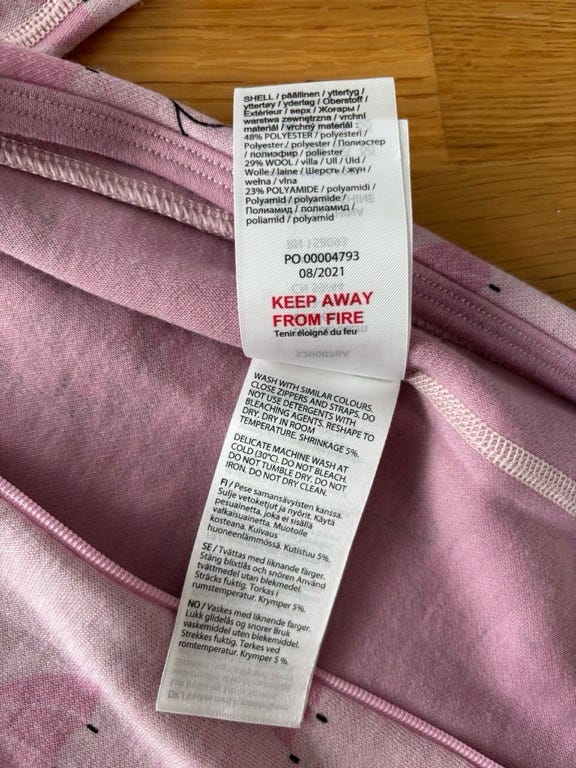 SHELL / päällinen / yttertyg /
yttertøy / yderlag / Oberstoff /
Extérieur / верх / Жоғары /
warstwa zewnętrzna / vrchní
materiál / vrchný materiál :
48% POLYESTER / polyesteri /
Polyester / polyester / Полиэстер
/ полиэфир / poliester
29% WOOL / villa / Ull / Uld /
Wolle / laine / Шерсть / жүн /
wełna / vlna
23% POLYAMIDE / polyamidi /
Polyamid / polyamide /
Полиамид / полиамид /
poliamid / polyamid
RN 158093
PO 00004793
08/2021
KEEP AWAY
FROM FIRE
Tenir éloigné du feu
WASH WITH SIMILAR COLOURS.
CLOSE ZIPPERS AND STRAPS. DO
NOT USE DETERGENTS WITH
BLEACHING AGENTS. RESHAPE TO
DRY. DRY IN ROOM
TEMPERATURE. SHRINKAGE 5%.
DELICATE MACHINE WASH AT
COLD (30°C). DO NOT BLEACH.
DO NOT TUMBLE DRY. DO NOT
IRON. DO NOT DRY CLEAN.
FI / Pese samansävyisten kanssa.
Sulje vetoketjut ja nyörit. Käytä
pesuainetta, joka ei sisällä
valkaisuainetta. Muotoile
kosteana. Kuivaus
huoneenlämmössä. Kutistuu 5%.
SE / Tvättas med liknande färger.
Stäng blixtlås och snören Använd
tvättmedel utan blekmedel.
Sträcks fuktig. Torkas i
rumstemperatur. Krymper 5%.
NO / Vaskes med liknende farger.
Lukk glidelås og snorer Bruk
vaskemiddel uten blekemiddel.
Strekkes fuktig. Tørkes ved
romtemperatur. Krymper 5 %.